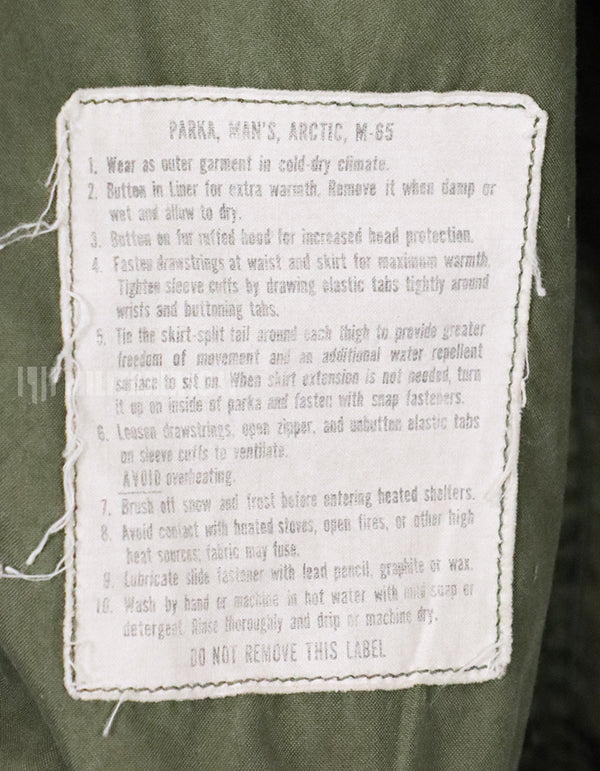 PARKA, MAN'S, ARCTIC, M-65
1. Wear as outer garment in cold-dry climate.
2. Button in Liner for extra warmth. Remove it when damp or
wet and allow to dry.
3. Button on fur ruffed hood for increased head protection.
4. Fasten drawstrings at waist and skirt for maximum warmth.
Tighten sleeve cuffs by drawing elastic tabs tightly around
wrists and buttoning tabs.
5. Tie the skirt-split tail around each thigh to provide greater
freedom of movement and an additional water repellent
surface to sit on. When skirt extension is not needed, turn
it up on inside of parka and fasten with snap fasteners.
6. Loosen drawstrings, open zipper, and unbutton elastic tabs
on sleeve cuffs to ventilate.
AVOID overheating.
7. Brush off snow and frost before entering heated shelters.
8. Avoid contact with heated stoves, open fires, or other high
heat sources; fabric may fuse.
9. Lubricate slide fastener with lead pencil, graphite or wax.
10. Wash by hand or machine in hot water with mild soap or
detergent. Rinse thoroughly and drip or machine dry.
DO NOT REMOVE THIS LABEL